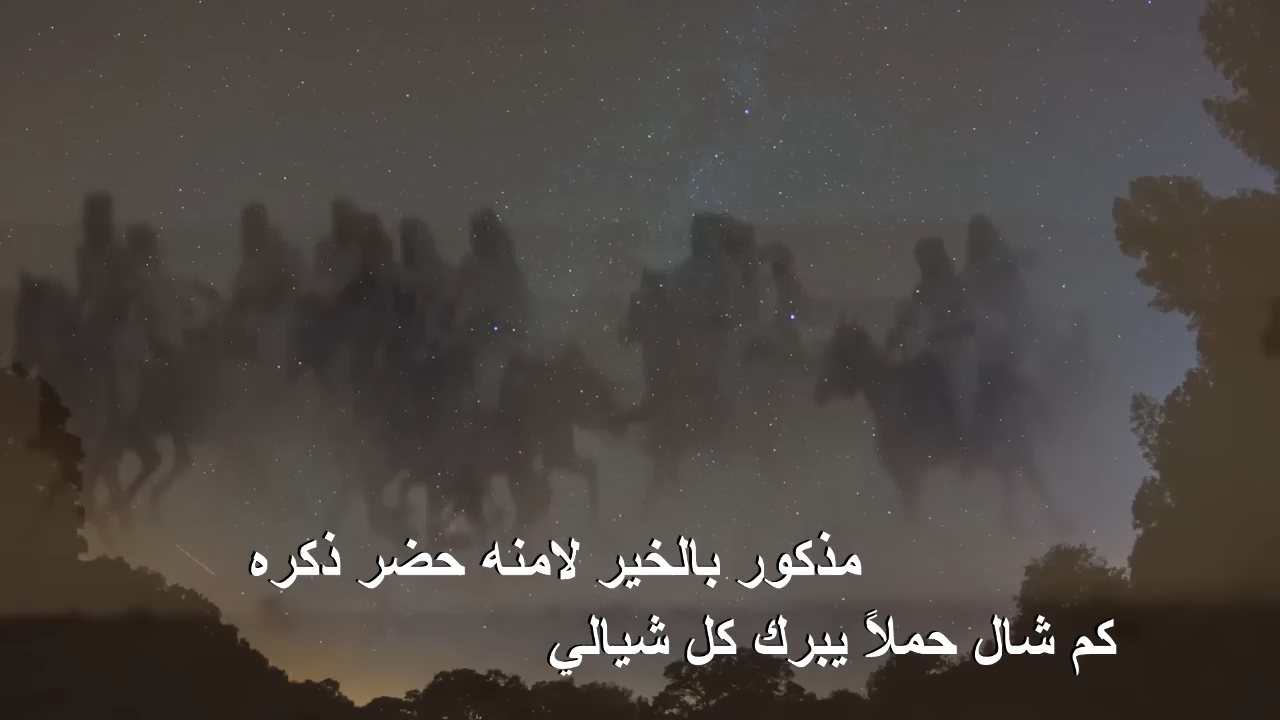 مذكور بالخير لامنه حضر ذكره
كم شال حملاً يبرك كل شيالي